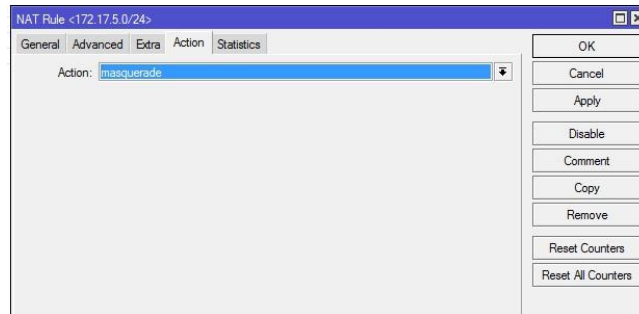 NAT Rule <172.17.5.0/24>
General Advanced Extra Action Statistics
Action: masquerade
OK
Cancel
Apply
Disable
Comment
Copy
Remove
Reset Counters
Reset All Counters